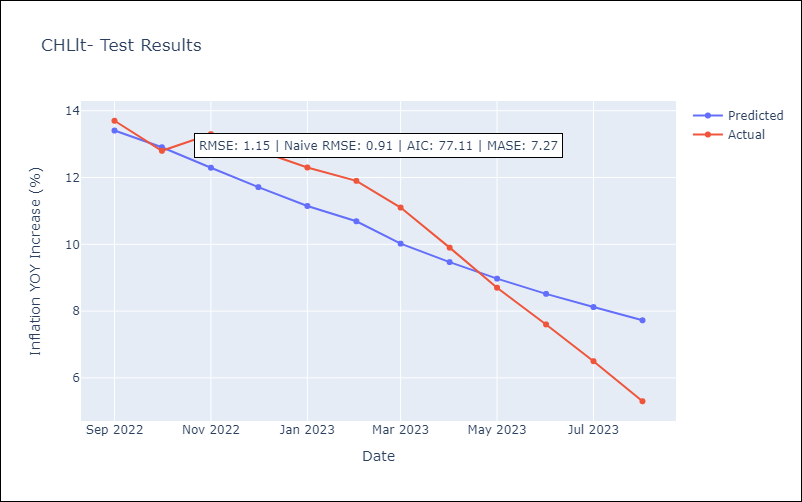 CHLlt- Test Results
Predicted
Actual
RMSE: 1.15 | Naive RMSE: 0.91 | AIC: 77.11 | MASE: 7.27
Inflation YOY Increase (%)
14
12
10
8
6
Sep 2022 Nov 2022 Jan 2023 Mar 2023 May 2023 Jul 2023
Date